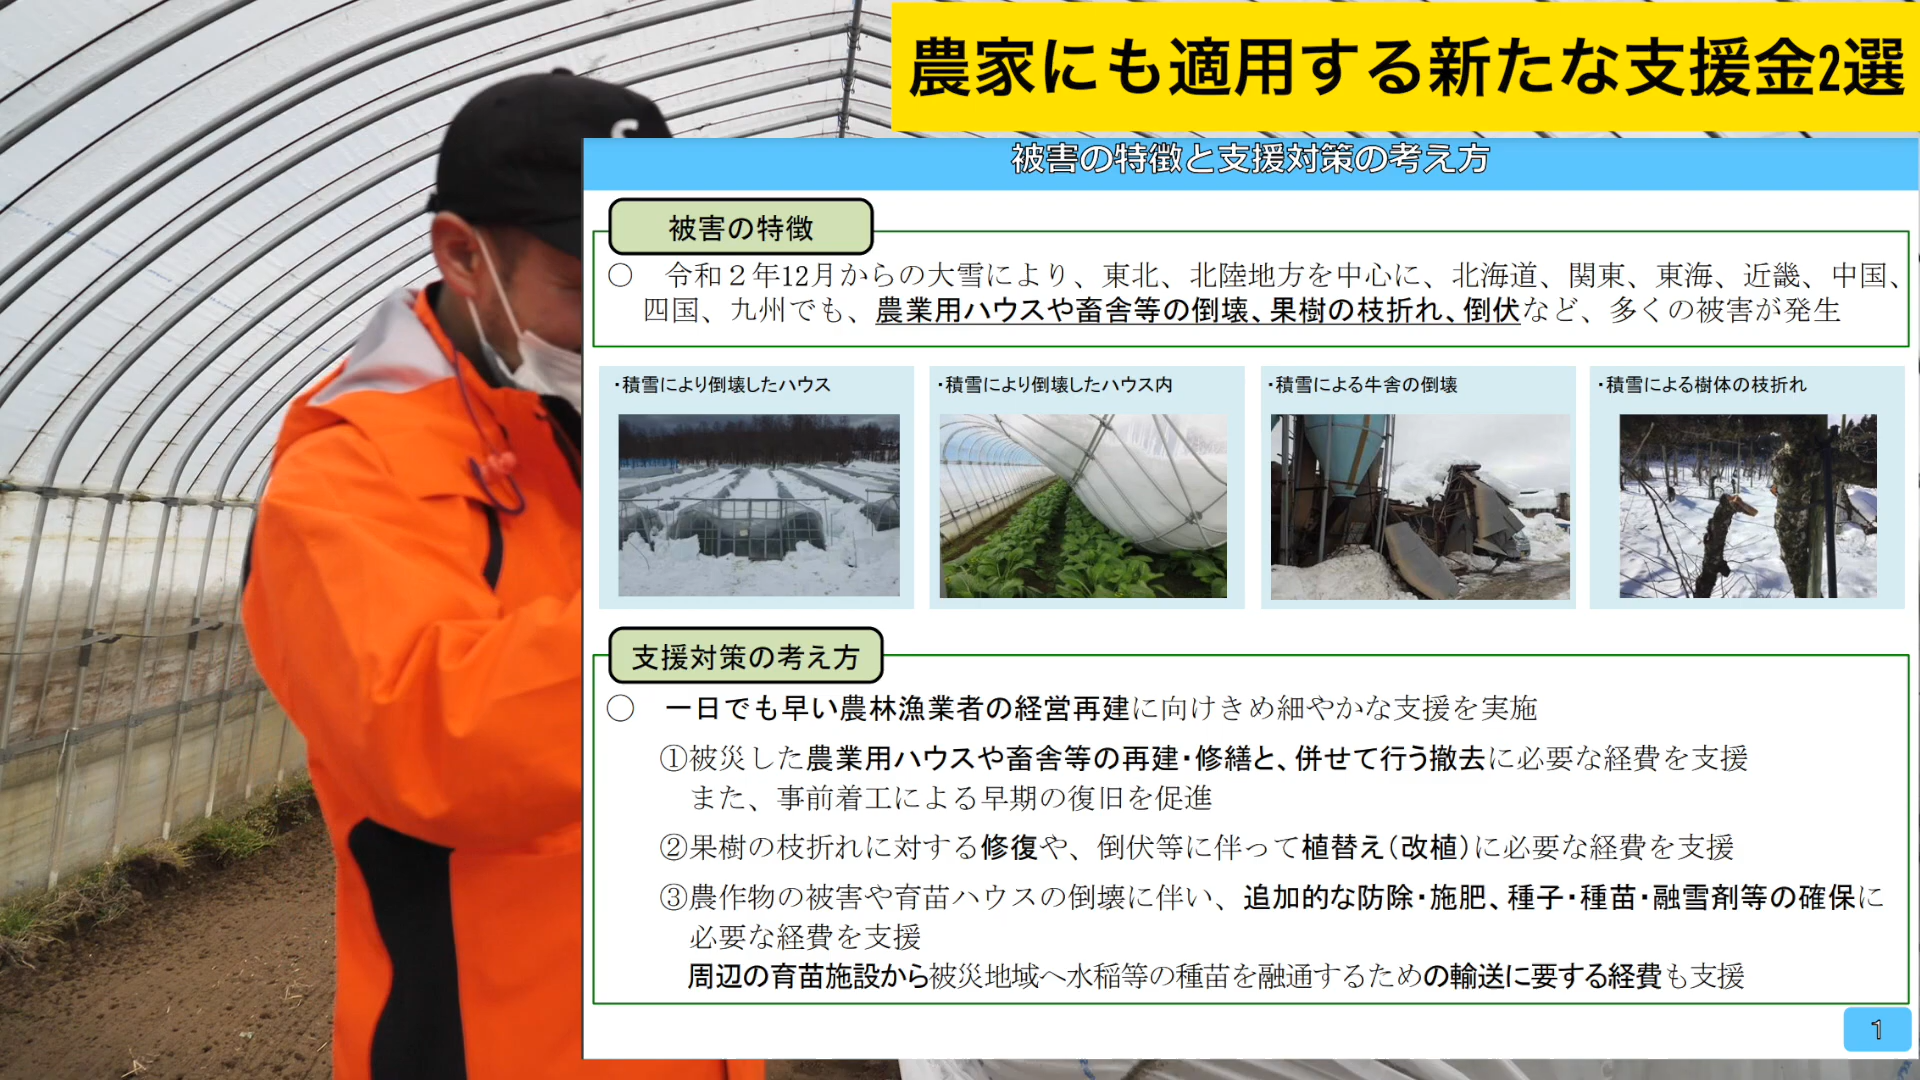 農家にも適用する新たな支援金2選
被害の特徴と支援対策の考え方
被害の特徴
○ 令和２年12月からの大雪により、東北、北陸地方を中心に、北海道、関東、東海、近畿、中国、
四国、九州でも、農業用ハウスや畜舎等の倒壊、果樹の枝折れ、倒伏など、多くの被害が発生
・積雪により倒壊したハウス
・積雪により倒壊したハウス内
・積雪による牛舎の倒壊
・積雪による樹体の枝折れ
支援対策の考え方
○ 一日でも早い農林漁業者の経営再建に向けきめ細やかな支援を実施
①被災した農業用ハウスや畜舎等の再建・修繕と、併せて行う撤去に必要な経費を支援
また、事前着工による早期の復旧を促進
②果樹の枝折れに対する修復や、倒伏等に伴って植替え（改植）に必要な経費を支援
③農作物の被害や育苗ハウスの倒壊に伴い、追加的な防除・施肥、種子・種苗・融雪剤等の確保に
必要な経費を支援
周辺の育苗施設から被災地域へ水稲等の種苗を融通するための輸送に要する経費も支援
1